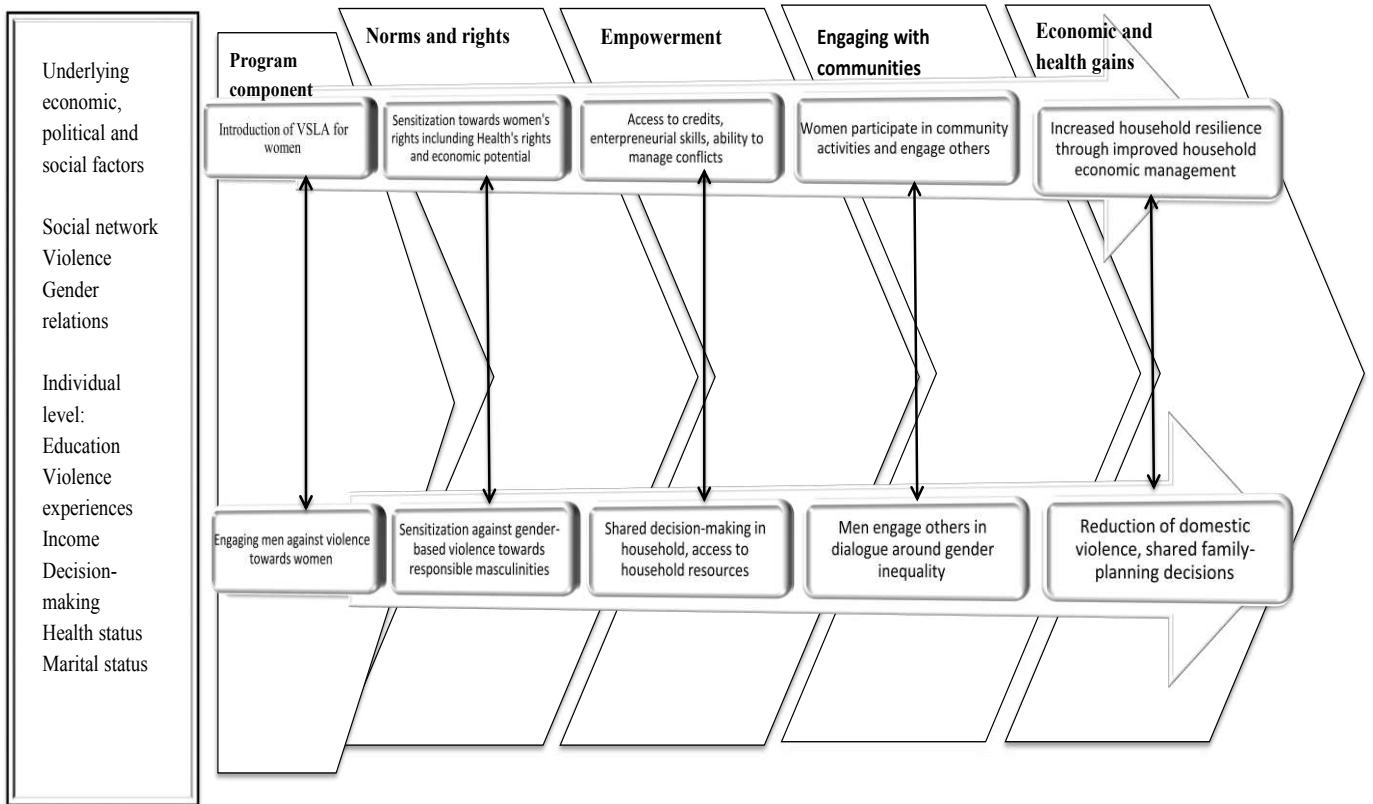 Underlying
economic,
political and
social factors
Social network
Violence
Gender
relations
Individual
level:
Education
Violence
experiences
Income
Decision-
making
Health status
Marital status
Program
component
Norms and rights
Empowerment
Engaging with
communities
Economic and
health gains
Introduction of VSLA for
women
Sensitization towards women's
rights inclunding Health's rights
and economic potential
Access to credits,
enterpreneurial skills, ability to
manage conflicts
Women participate in community
activities and engage others
Increased household resilience
through improved household
economic management
Engaging men against violence
towards women
Sensitization against gender-
based violence towards
responsible masculinities
Shared decision-making in
household, access to
household resources
Men engage others in
dialogue around gender
inequality
Reduction of domestic
violence, shared family-
planning decisions